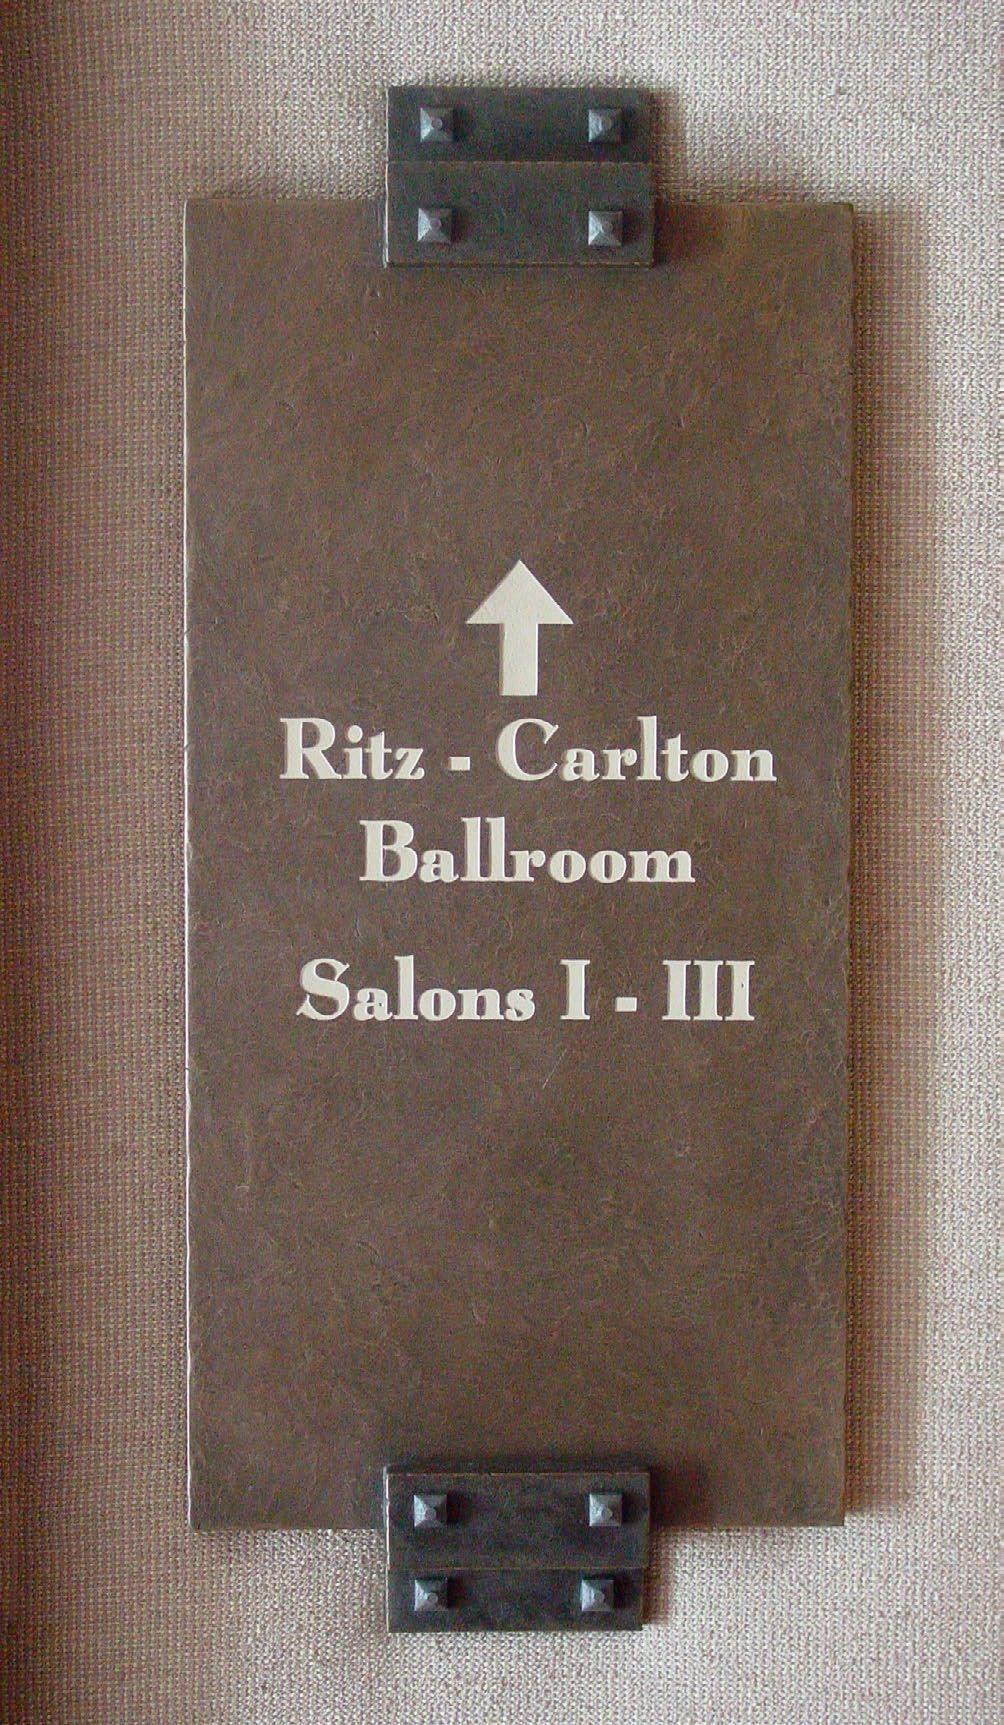 Ritz - Carlton
Ballroom
Salons I - III